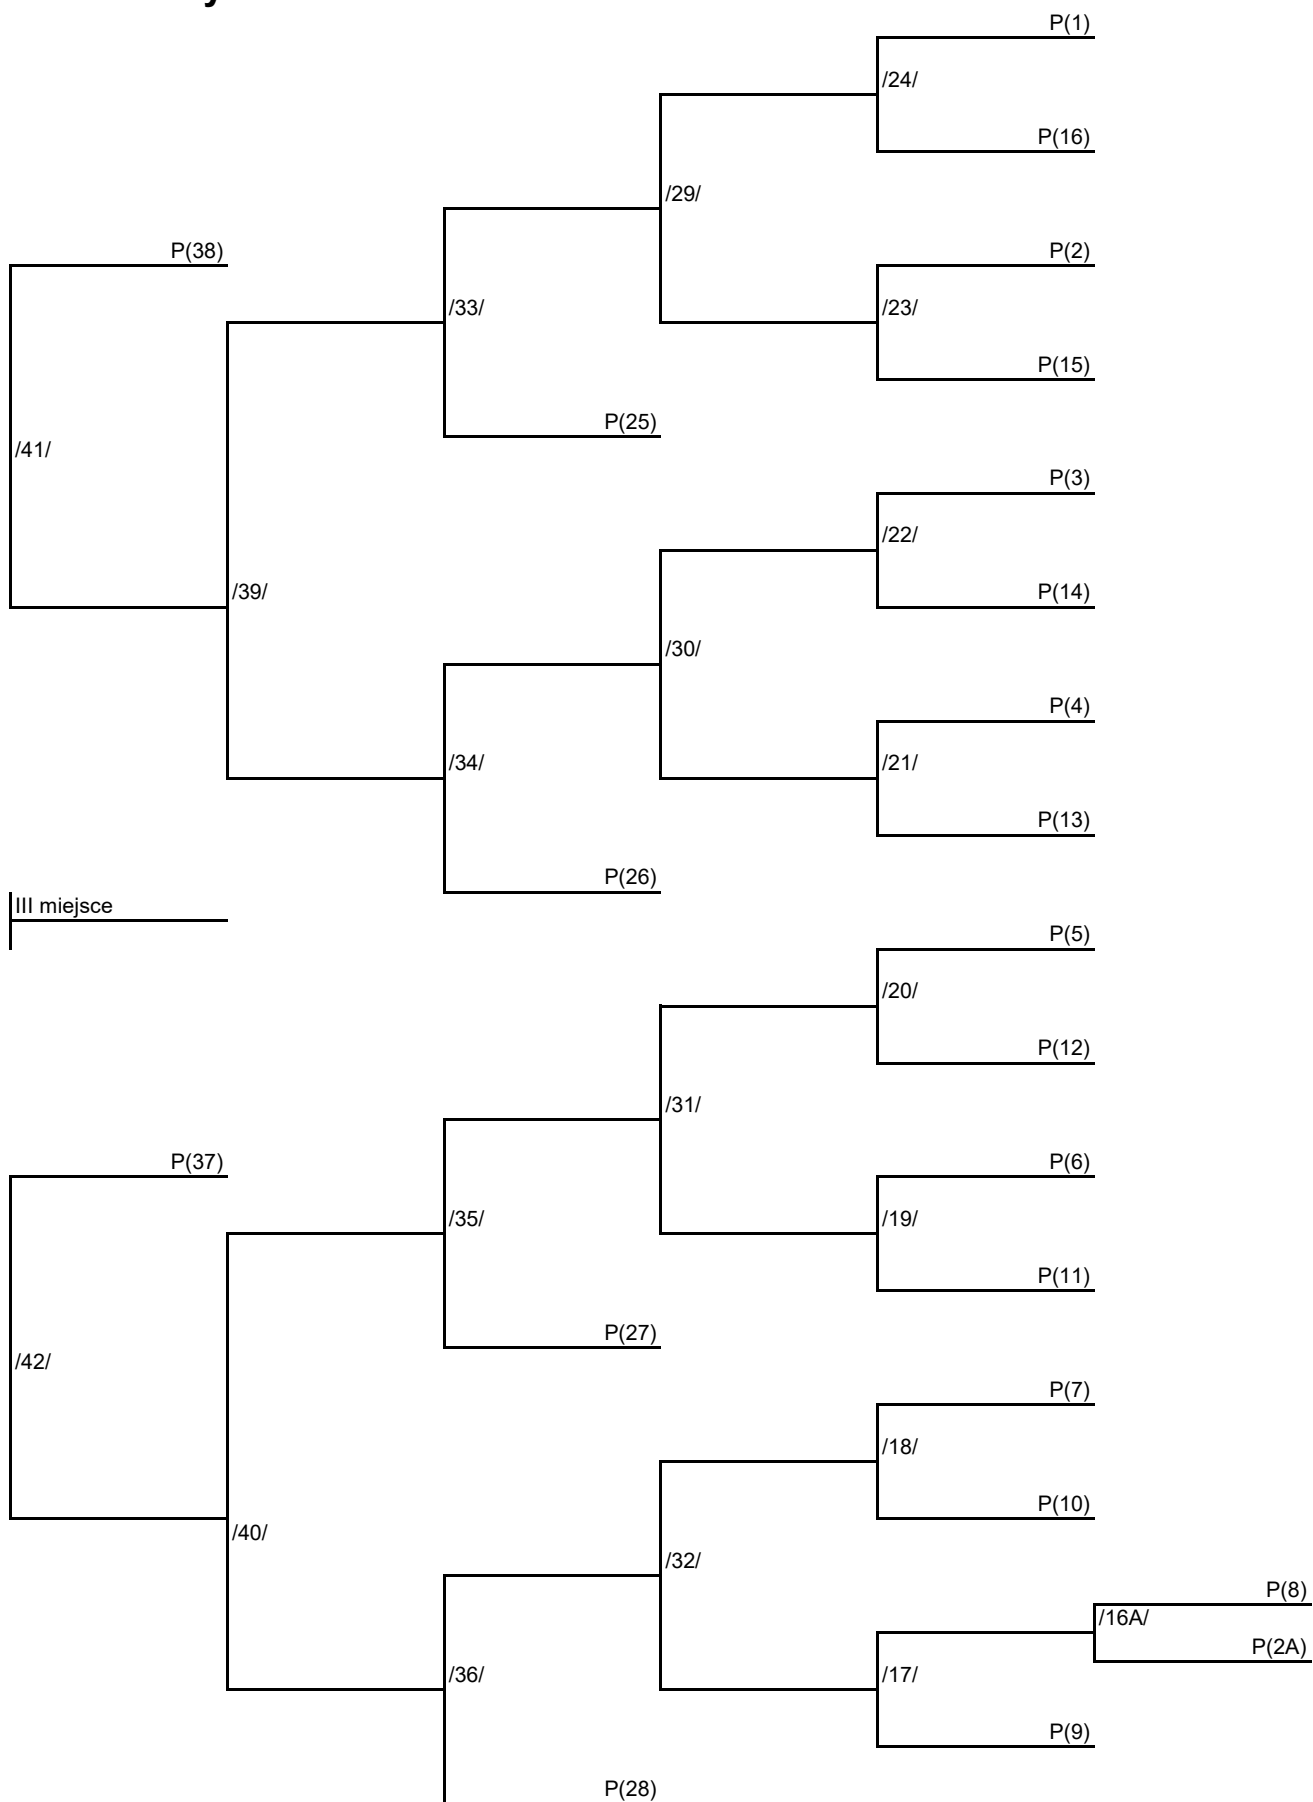 P(1)
/24/
P(16)
/29/
P(38)
P(2)
/33/
/23/
P(15)
P(25)
/41/
P(3)
/22/
/39/
P(14)
/30/
P(4)
/34/
/21/
P(13)
P(26)
III miejsce
P(5)
/20/
P(12)
/31/
P(37)
P(6)
/35/
/19/
P(11)
P(27)
/42/
P(7)
/18/
P(10)
/40/
/32/
P(8)
/16A/
P(2A)
/36/
/17/
P(9)
P(28)